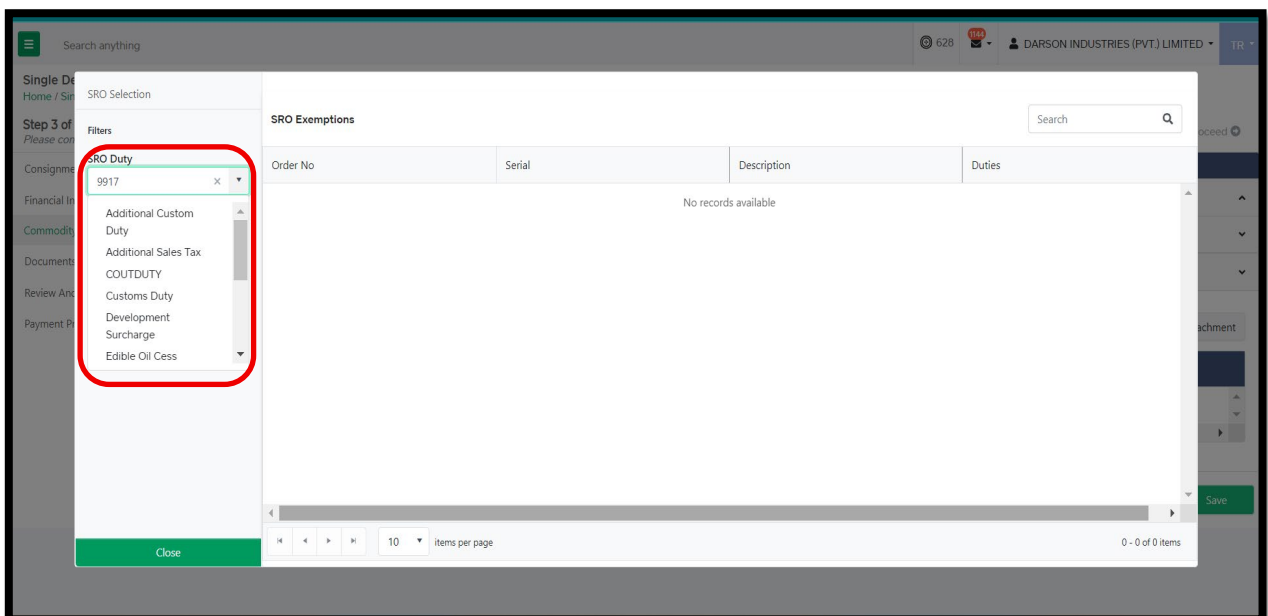 Search anything
628
1144
DARSON INDUSTRIES (PVT.) LIMITED
TR
Single De
Home / Sin
Step 3 of
Please con
oceed
Consignme
Financial In
Commodity
Documents
Review And
Payment Pr
achment
Save
SRO Selection
Filters
SRO Duty
9917
Additional Custom
Duty
Additional Sales Tax
COUTDUTY
Customs Duty
Development
Surcharge
Edible Oil Cess
Close
SRO Exemptions
Search
Order No Serial Description Duties
No records available
10 items per page
0 - 0 of 0 items